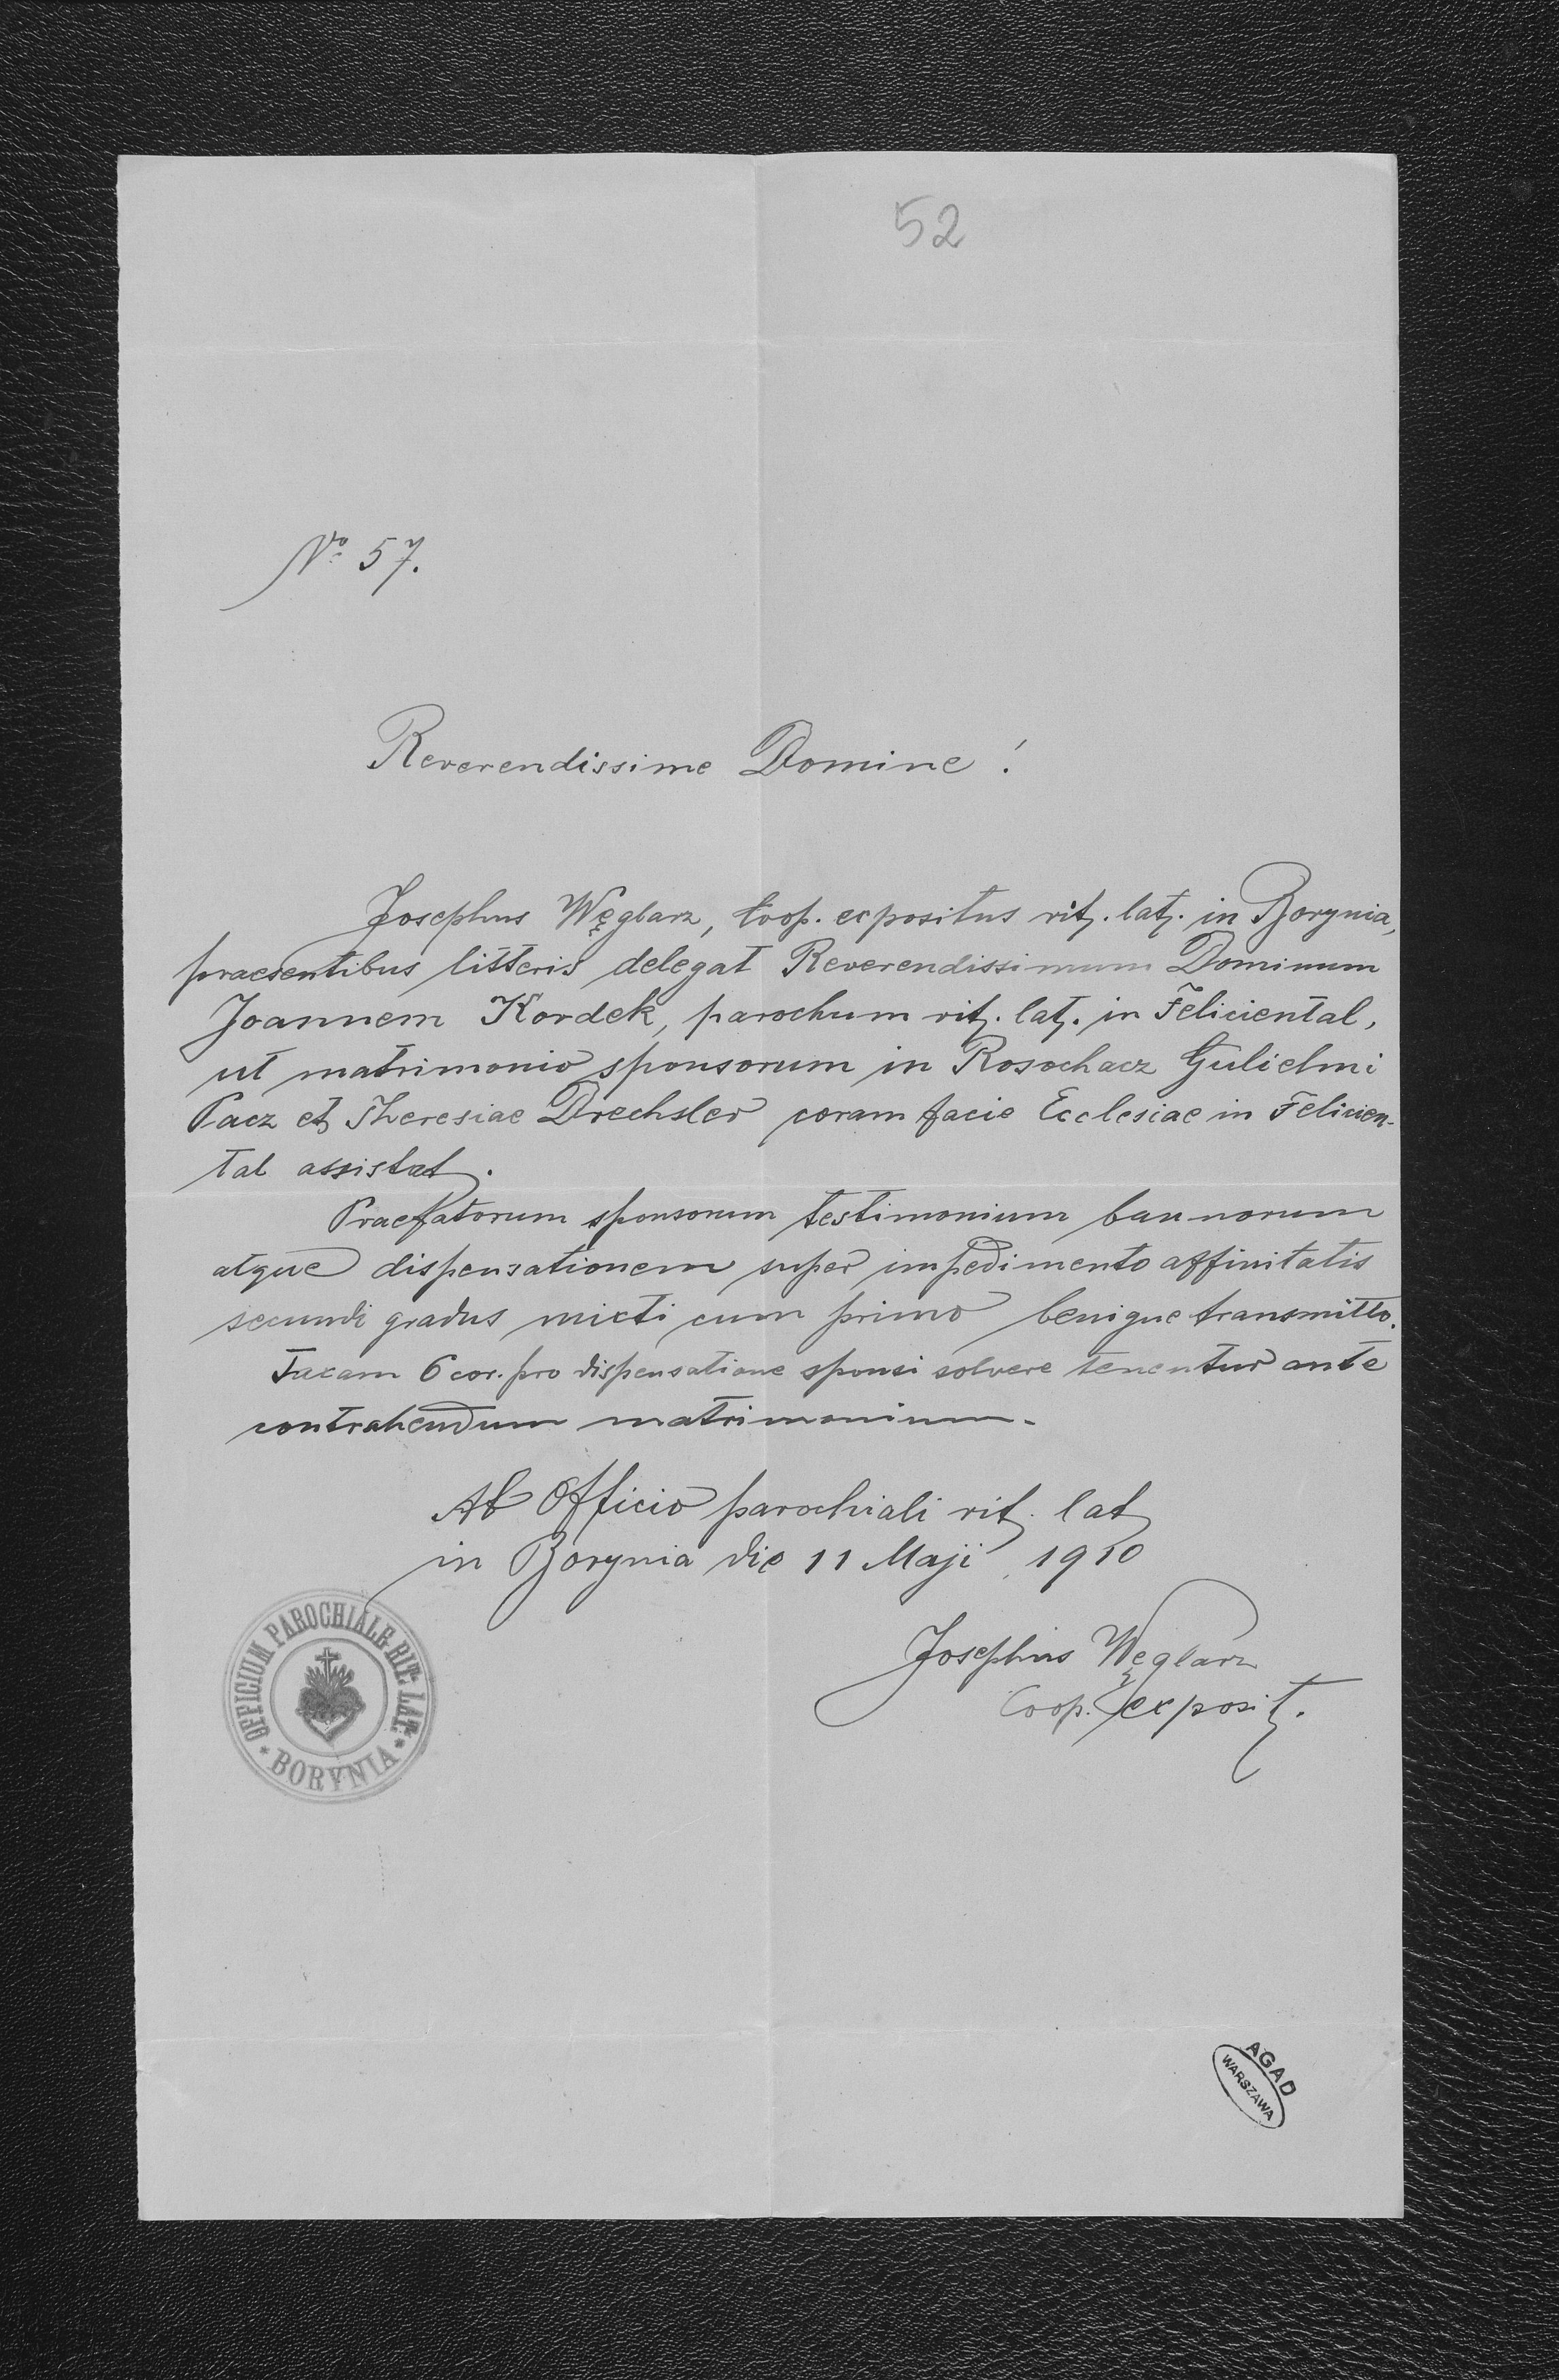 52
No 57.
Reverendissime Domine!
Josephus Węglarz, Coop. expositus rit. lat. in Borynia,
praesentibus litteris delegat Reverendissimum Dominum
Joannem Kordek, parochum rit. lat. in Feliciental,
ut matrimonio sponsorum in Rosochacz Gulielmi
Pacz et Theresiae Drechsler coram facie Ecclesiae in Felicien-
tal assistat.
Praefatorum sponsorum testimonium bannorum
atque dispensationem super impedimento affinitatis
secundi gradus mixti cum primo benigne transmitto.
Taxam 6 cor. pro dispensatione sponsi solvere tenentur ante
contrahendum matrimonium.
Ab Officio parochiali rit. lat
in Borynia die 11 Maji 1910
Josephus Węglarz
Coop. exposit.
OFFICIUM PAROCHIALE RIT. LAT.
* BORYNIA *
AGAD
WARSZAWA